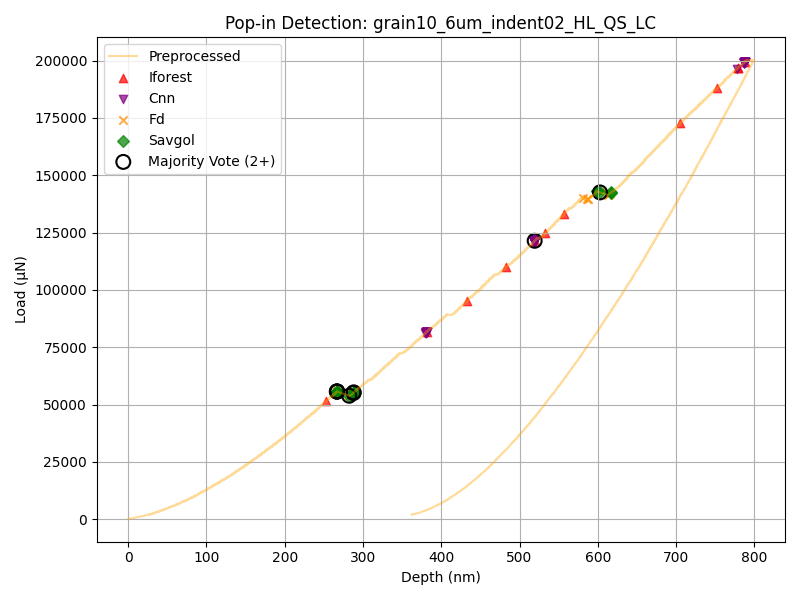 Pop-in Detection: grain10_6um_indent02_HL_QS_LC
Preprocessed
Iforest
Cnn
Fd
Savgol
Majority Vote (2+)
Load (µN)
200000
175000
150000
125000
100000
75000
50000
25000
0
0 100 200 300 400 500 600 700 800
Depth (nm)